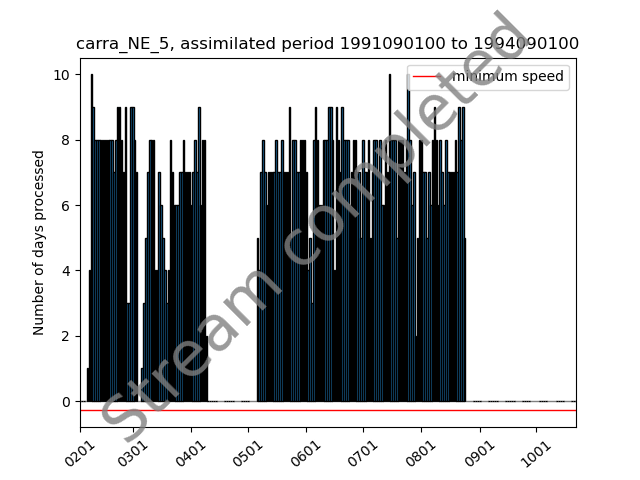 carra_NE_5, assimilated period 1991090100 to 1994090100
minimum speed
Number of days processed
10
8
6
4
2
0
0201 0301 0401 0501 0601 0701 0801 0901 1001
Stream completed